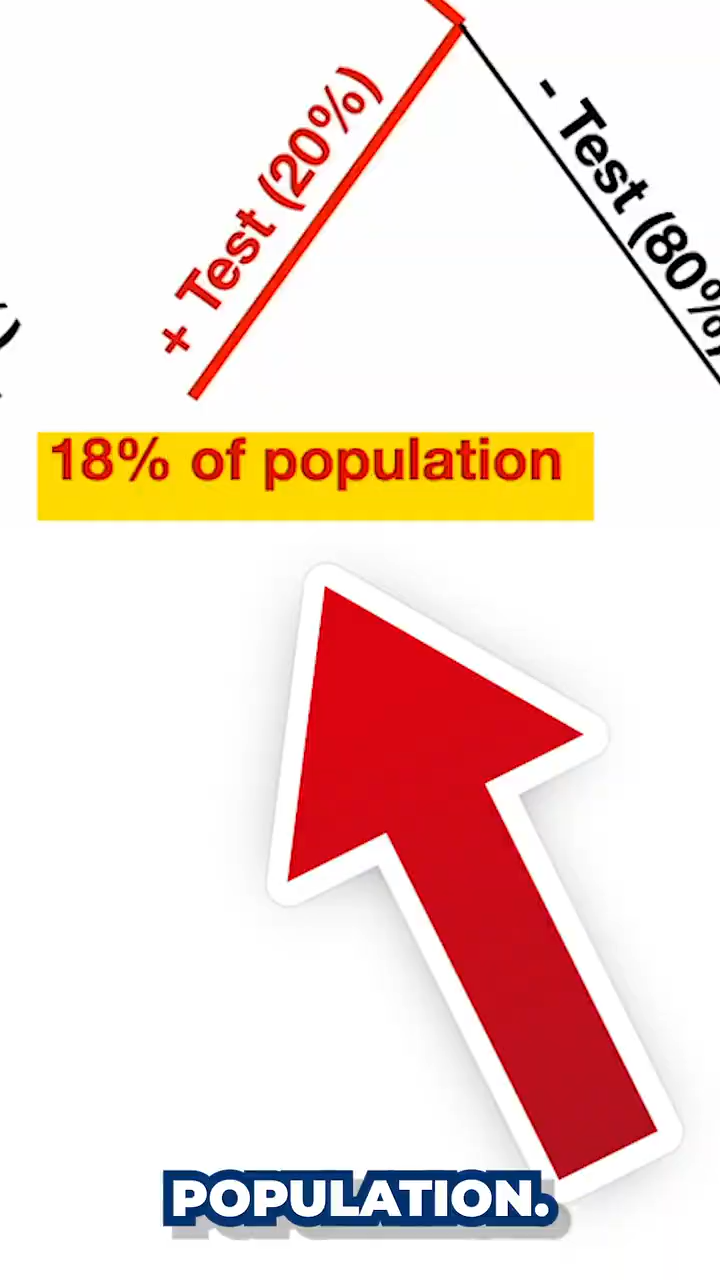 + Test (20%)
- Test (80%)
18% of population
POPULATION.